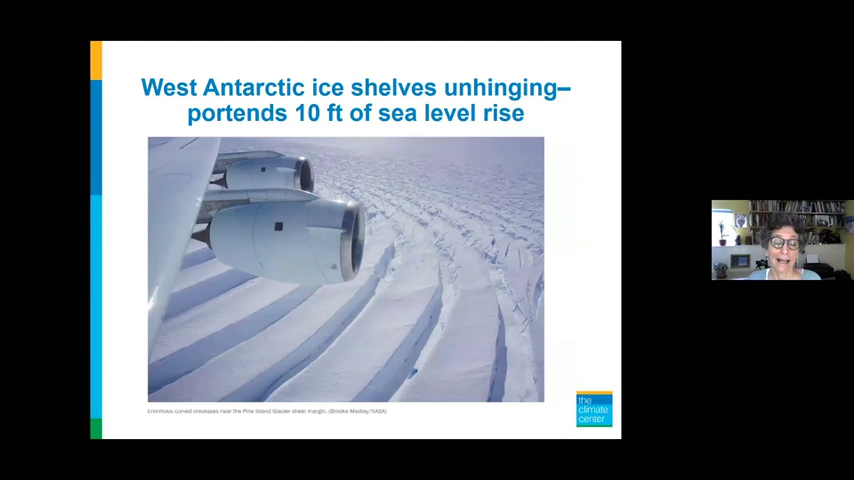 West Antarctic ice shelves unhinging–
portends 10 ft of sea level rise
Enormous curved crevasses near the Pine Island Glacier shear margin. (Brooke Medley/NASA)
the
climate
center